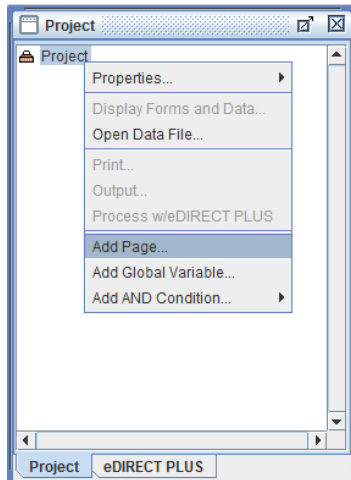 Project
Project
Properties...
Display Forms and Data...
Open Data File...
Print...
Output...
Process w/eDIRECT PLUS
Add Page...
Add Global Variable...
Add AND Condition...
Project eDIRECT PLUS